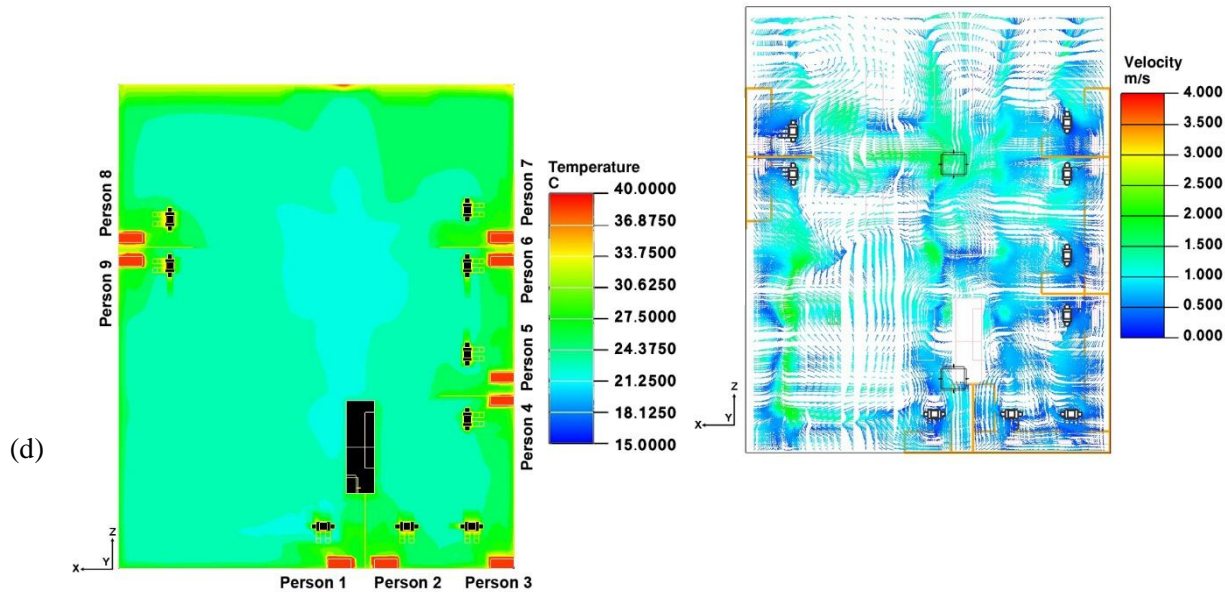 (d)
Person 8
Person 9
Person 7
Person 6
Person 5
Person 4
Person 1
Person 2
Person 3
Z
X
Y
Temperature
C
40.0000
36.8750
33.7500
30.6250
27.5000
24.3750
21.2500
18.1250
15.0000
Z
X
Y
Velocity
m/s
4.000
3.500
3.000
2.500
2.000
1.500
1.000
0.500
0.000